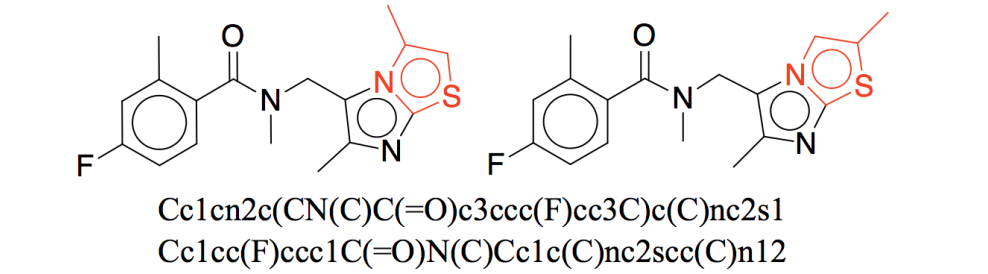 O O
N N
N S N S
F N F N
Cc1cn2c(CN(C)C(=O)c3ccc(F)cc3C)c(C)nc2s1
Cc1cc(F)ccc1C(=O)N(C)Cc1c(C)nc2scc(C)n12